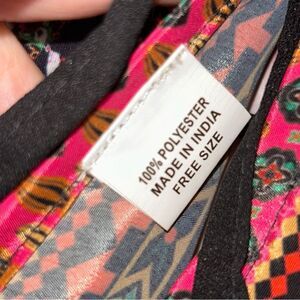 100% POLYESTER
MADE IN INDIA
FREE SIZE